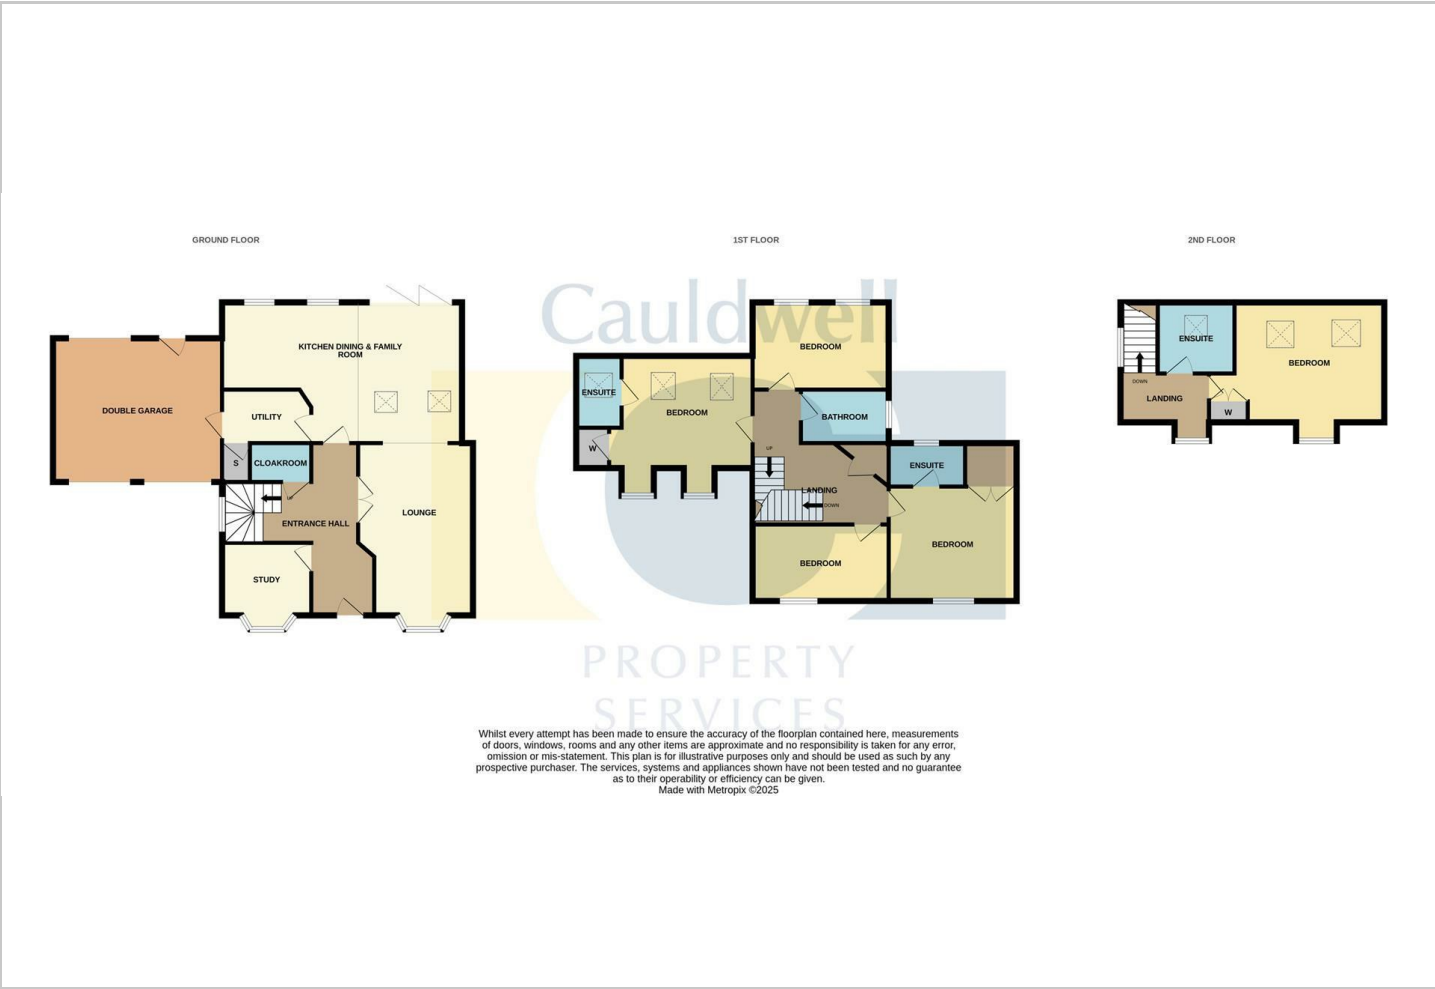 GROUND FLOOR
1ST FLOOR
2ND FLOOR
Cauldwell
PROPERTY
SERVICES
KITCHEN DINING & FAMILY
ROOM
DOUBLE GARAGE
UTILITY
S
CLOAKROOM
UP
ENTRANCE HALL
LOUNGE
STUDY
BEDROOM
ENSUITE
BEDROOM
W
BATHROOM
UP
ENSUITE
LANDING
DOWN
BEDROOM
BEDROOM
ENSUITE
BEDROOM
DOWN
LANDING
W
Whilst every attempt has been made to ensure the accuracy of the floorplan contained here, measurements
of doors, windows, rooms and any other items are approximate and no responsibility is taken for any error,
omission or mis-statement. This plan is for illustrative purposes only and should be used as such by any
prospective purchaser. The services, systems and appliances shown have not been tested and no guarantee
as to their operability or efficiency can be given.
Made with Metropix ©2025